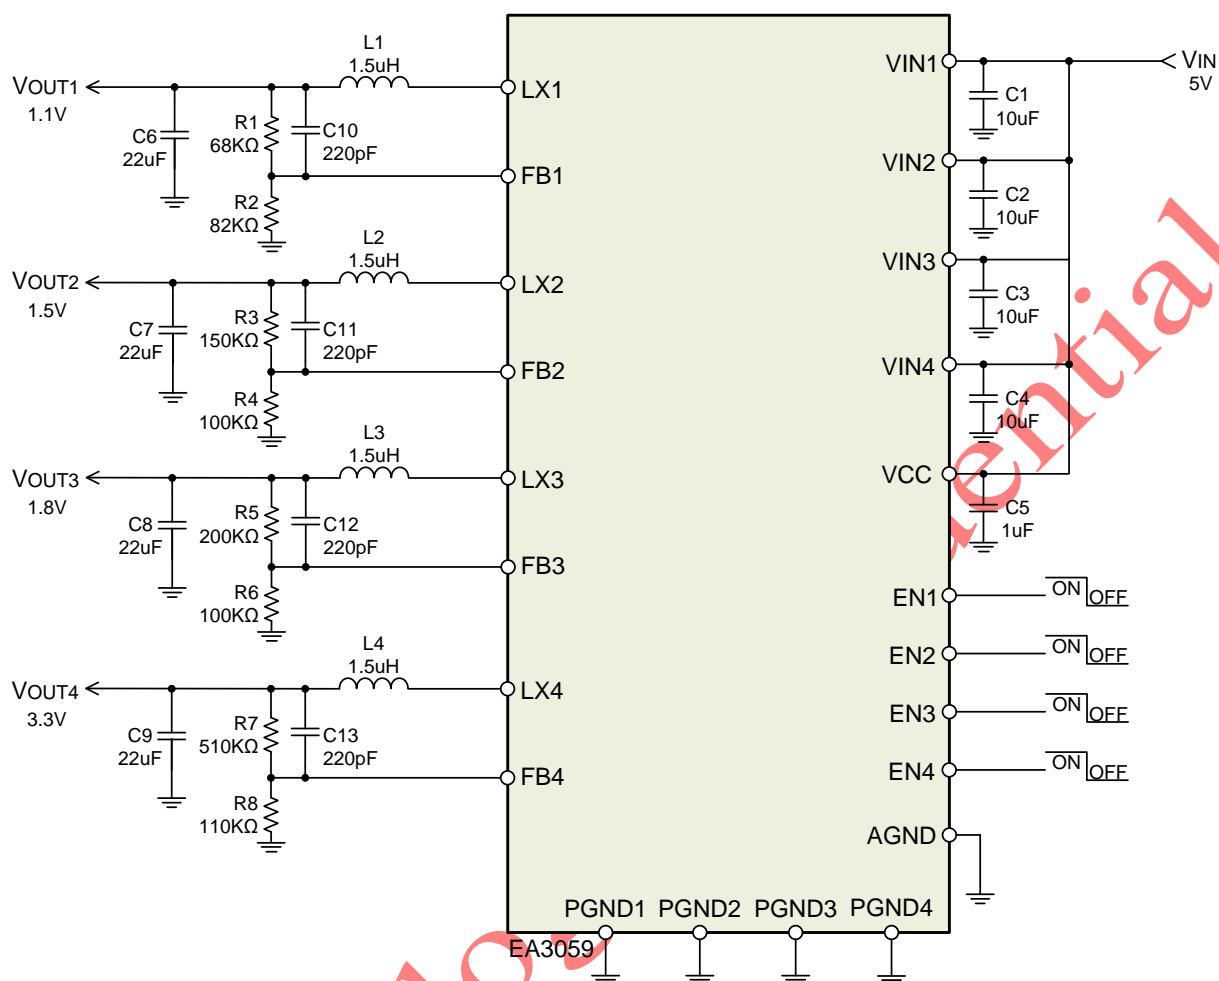 L1
1.5uH
VOUT1
1.1V
C6
22uF
R1
68KΩ
C10
220pF
R2
82KΩ
LX1
FB1
L2
1.5uH
VOUT2
1.5V
C7
22uF
R3
150KΩ
C11
220pF
R4
100KΩ
LX2
FB2
L3
1.5uH
VOUT3
1.8V
C8
22uF
R5
200KΩ
C12
220pF
R6
100KΩ
LX3
FB3
L4
1.5uH
VOUT4
3.3V
C9
22uF
R7
510KΩ
C13
220pF
R8
110KΩ
LX4
FB4
VIN1
VIN
5V
C1
10uF
VIN2
C2
10uF
VIN3
C3
10uF
VIN4
C4
10uF
VCC
C5
1uF
EN1
ON
OFF
EN2
ON
OFF
EN3
ON
OFF
EN4
ON
OFF
AGND
PGND1 PGND2 PGND3 PGND4
EA3059